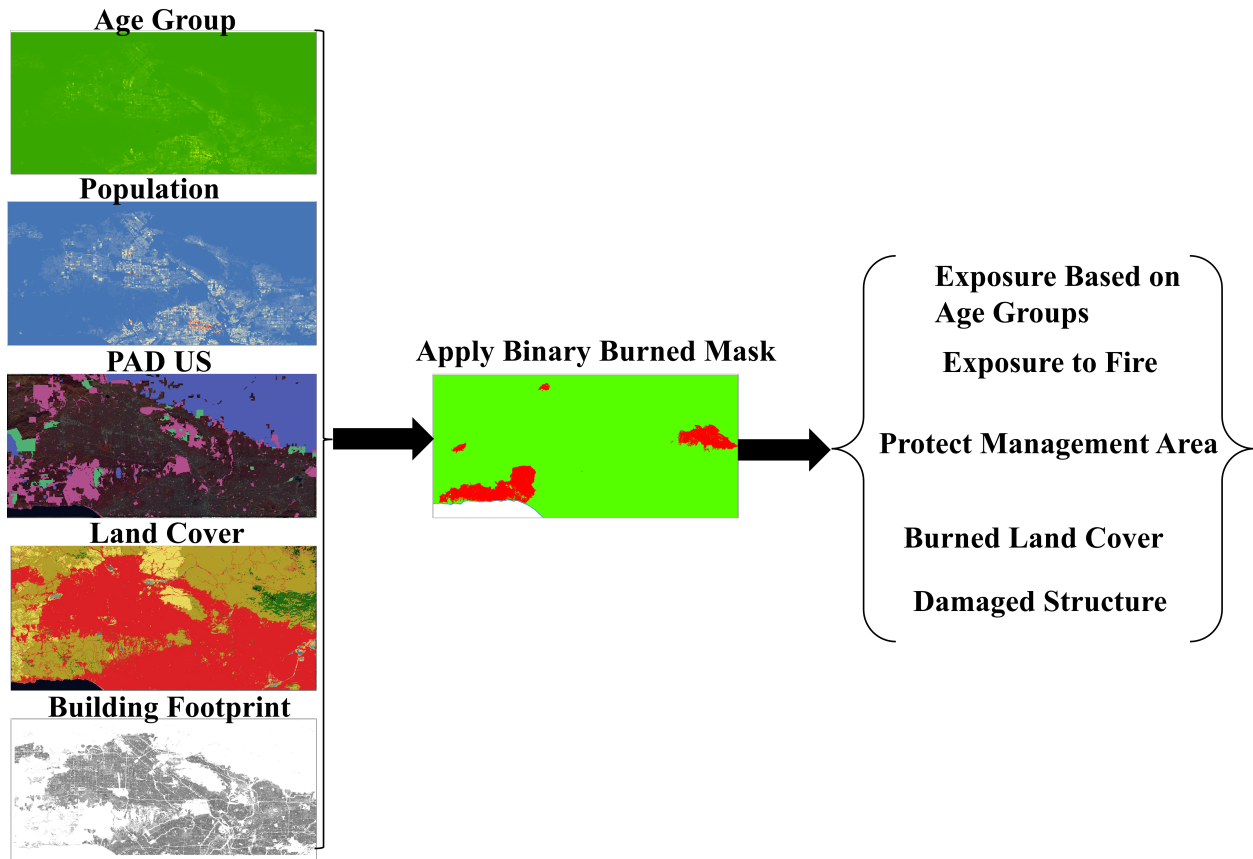 Age Group
Population
PAD US
Land Cover
Building Footprint
Apply Binary Burned Mask
Exposure Based on
Age Groups
Exposure to Fire
Protect Management Area
Burned Land Cover
Damaged Structure